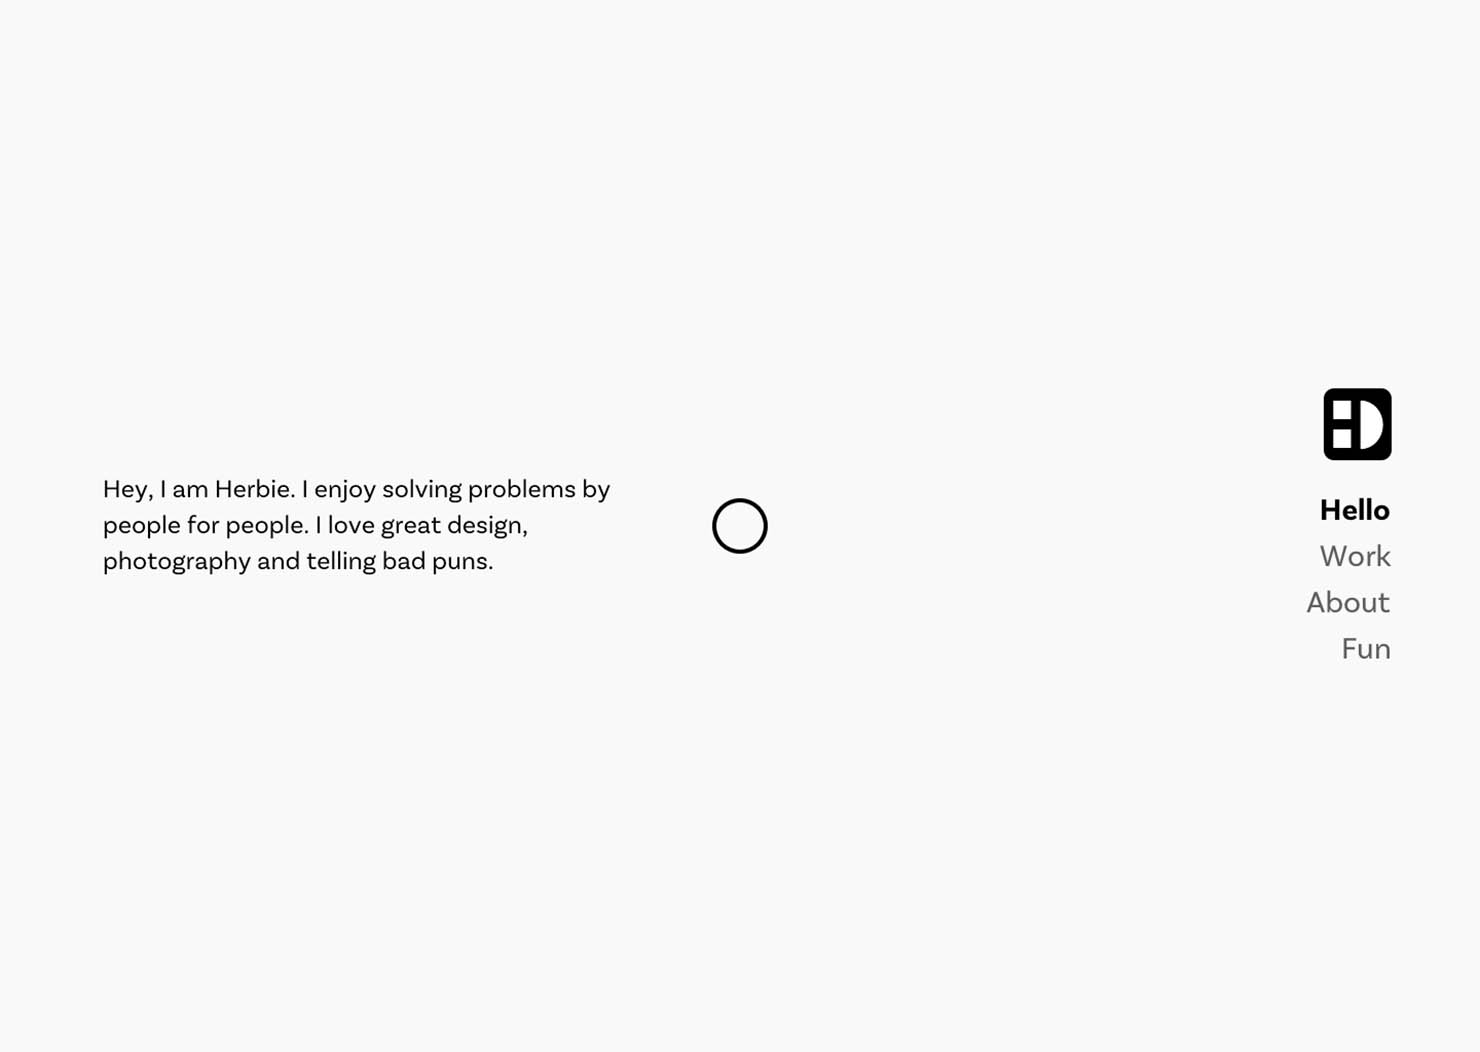 Hey, I am Herbie. I enjoy solving problems by
people for people. I love great design,
photography and telling bad puns.
HD
Hello
Work
About
Fun